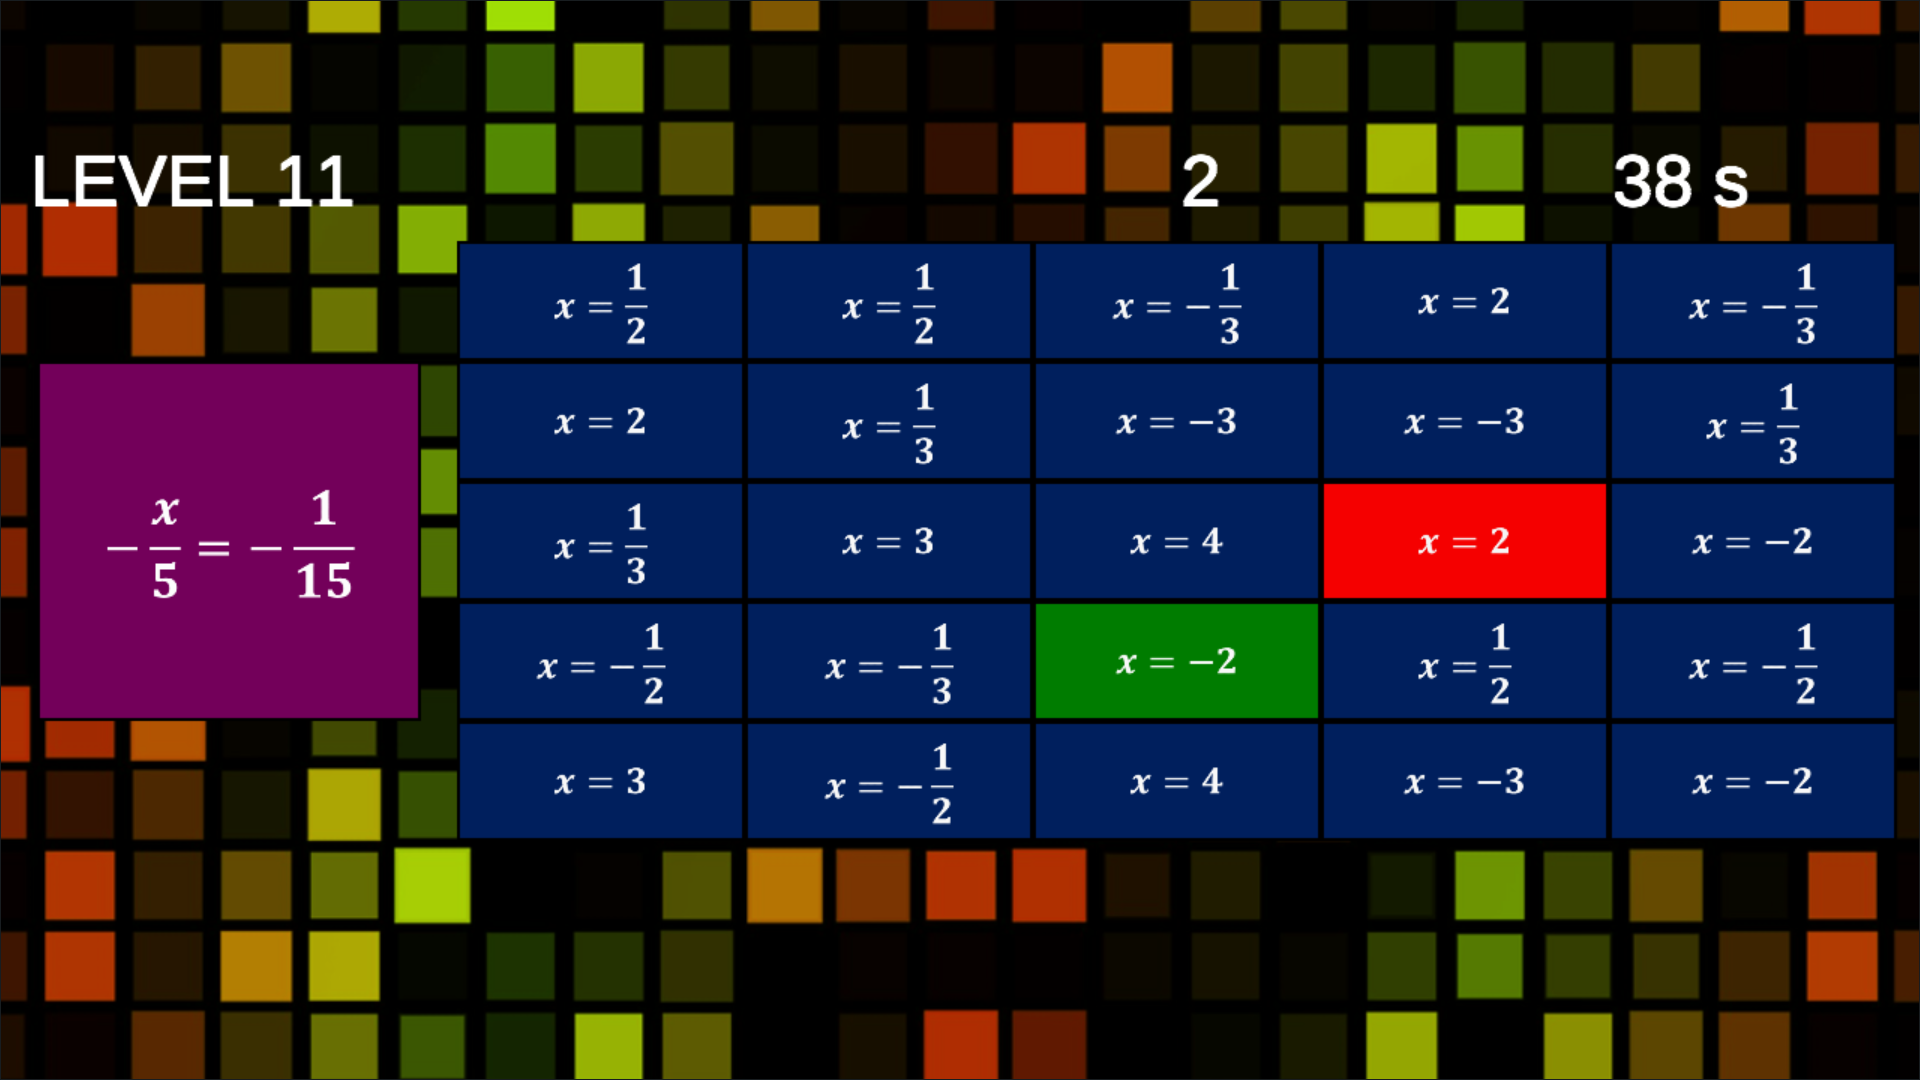 LEVEL 11 2 38 s
x = 1/2 x = 1/2 x = −1/3 x = 2 x = −1/3
x = 2 x = 1/3 x = −3 x = −3 x = 1/3
−x/5 = −1/15
x = 1/3 x = 3 x = 4 x = 2 x = −2
x = −1/2 x = −1/3 x = −2 x = 1/2 x = −1/2
x = 3 x = −1/2 x = 4 x = −3 x = −2